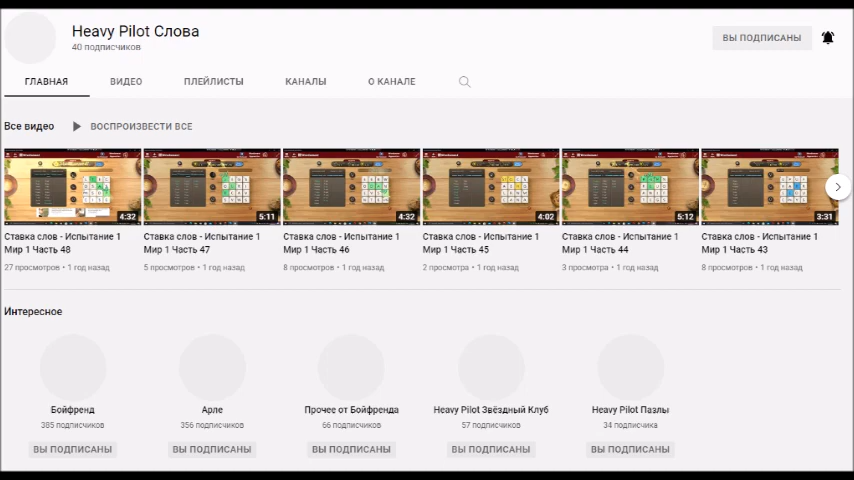 Heavy Pilot Слова
40 подписчиков
ВЫ ПОДПИСАНЫ
ГЛАВНАЯ ВИДЕО ПЛЕЙЛИСТЫ КАНАЛЫ О КАНАЛЕ
Все видео ВОСПРОИЗВЕСТИ ВСЕ
4:32 5:11 4:32 4:02 5:12 3:31
Ставка слов - Испытание 1 Ставка слов - Испытание 1 Ставка слов - Испытание 1 Ставка слов - Испытание 1 Ставка слов - Испытание 1 Ставка слов - Испытание 1
Мир 1 Часть 48 Мир 1 Часть 47 Мир 1 Часть 46 Мир 1 Часть 45 Мир 1 Часть 44 Мир 1 Часть 43
27 просмотров • 1 год назад 5 просмотров • 1 год назад 8 просмотров • 1 год назад 2 просмотра • 1 год назад 3 просмотра • 1 год назад 8 просмотров • 1 год назад
Интересное
Бойфренд Арле Прочее от Бойфренда Heavy Pilot Звёздный Клуб Heavy Pilot Пазлы
385 подписчиков 356 подписчиков 66 подписчиков 57 подписчиков 34 подписчика
ВЫ ПОДПИСАНЫ ВЫ ПОДПИСАНЫ ВЫ ПОДПИСАНЫ ВЫ ПОДПИСАНЫ ВЫ ПОДПИСАНЫ